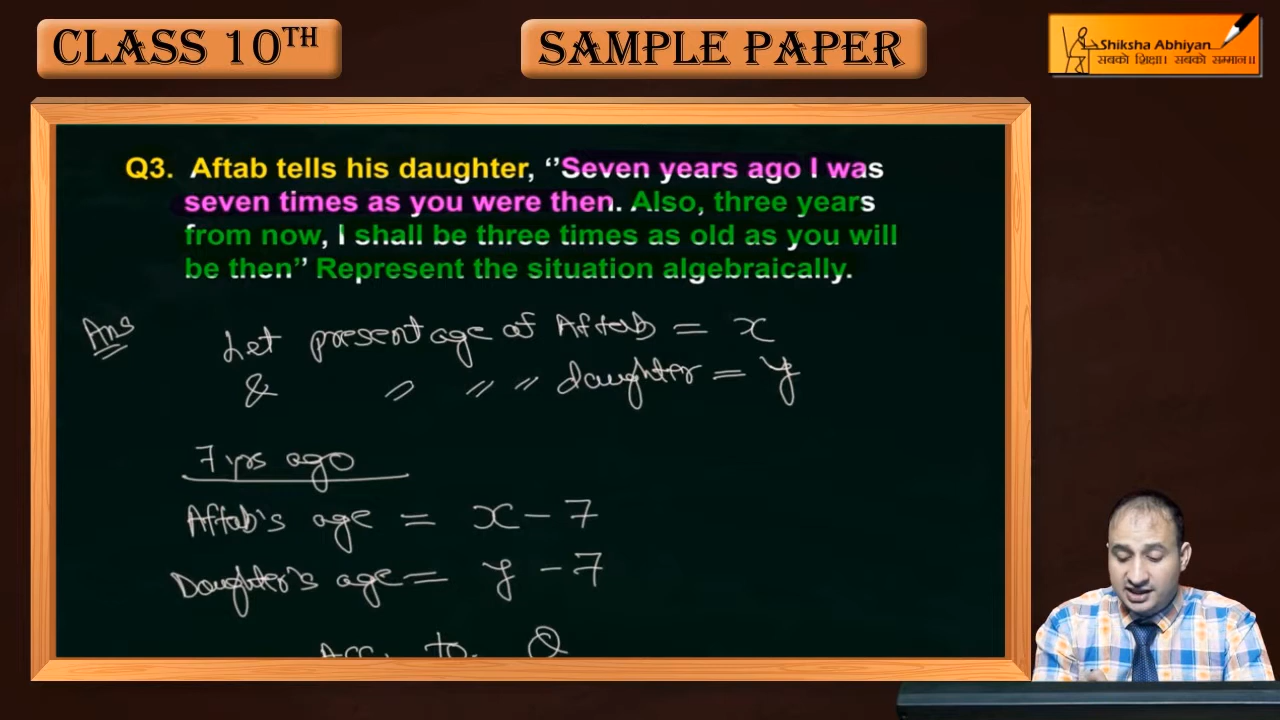 CLASS 10TH
SAMPLE PAPER
Shiksha Abhiyan
सबको शिक्षा। सबको सम्मान॥
Q3. Aftab tells his daughter, ‘’Seven years ago I was
seven times as you were then. Also, three years
from now, I shall be three times as old as you will
be then’’ Represent the situation algebraically.
Ans
Let present age of Aftab = x
& 〃 〃 〃 daughter = y
7 yrs ago
Aftab's age = x - 7
Daughter's age = y - 7
Acc. to Q